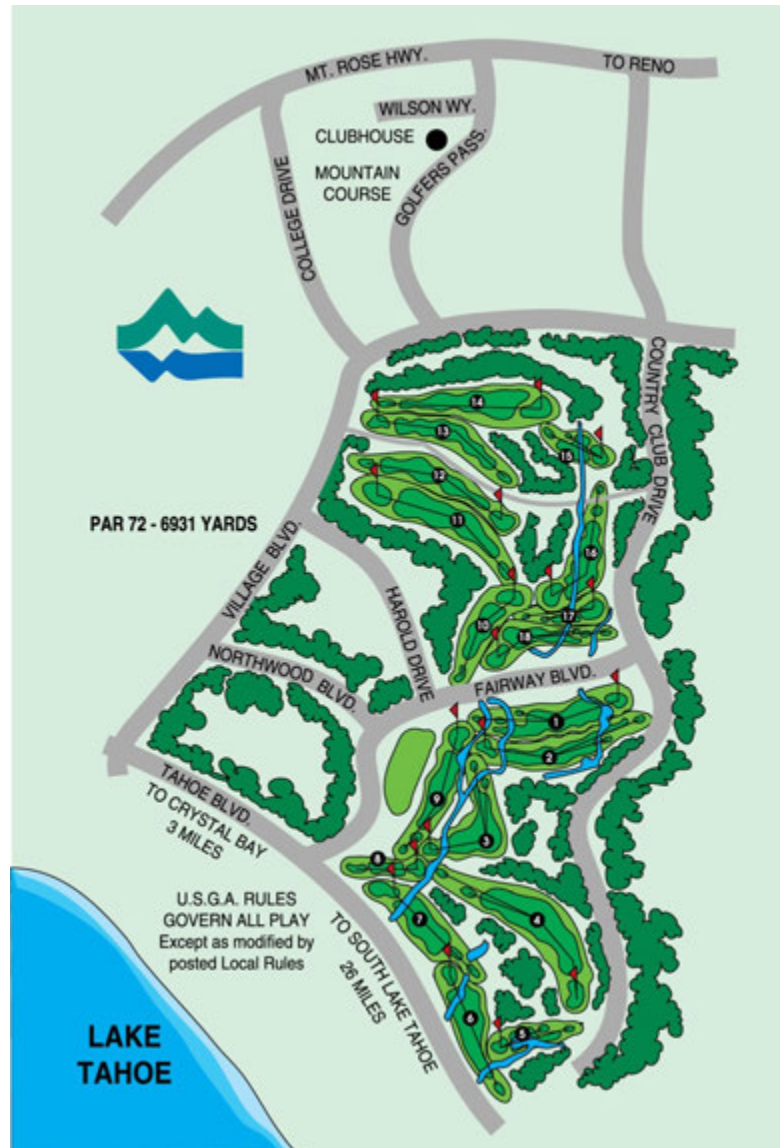 MT. ROSE HWY.
TO RENO
WILSON WY.
CLUBHOUSE
MOUNTAIN
COURSE
GOLFERS PASS.
COLLEGE DRIVE
COUNTRY CLUB DRIVE
14
13
15
12
11
16
PAR 72 - 6931 YARDS
VILLAGE BLVD.
HAROLD DRIVE
17
10
18
NORTHWOOD BLVD.
FAIRWAY BLVD.
1
2
9
3
TAHOE BLVD.
TO CRYSTAL BAY
3 MILES
8
7
4
U.S.G.A. RULES
GOVERN ALL PLAY
Except as modified by
posted Local Rules
TO SOUTH LAKE TAHOE
26 MILES
6
5
LAKE
TAHOE